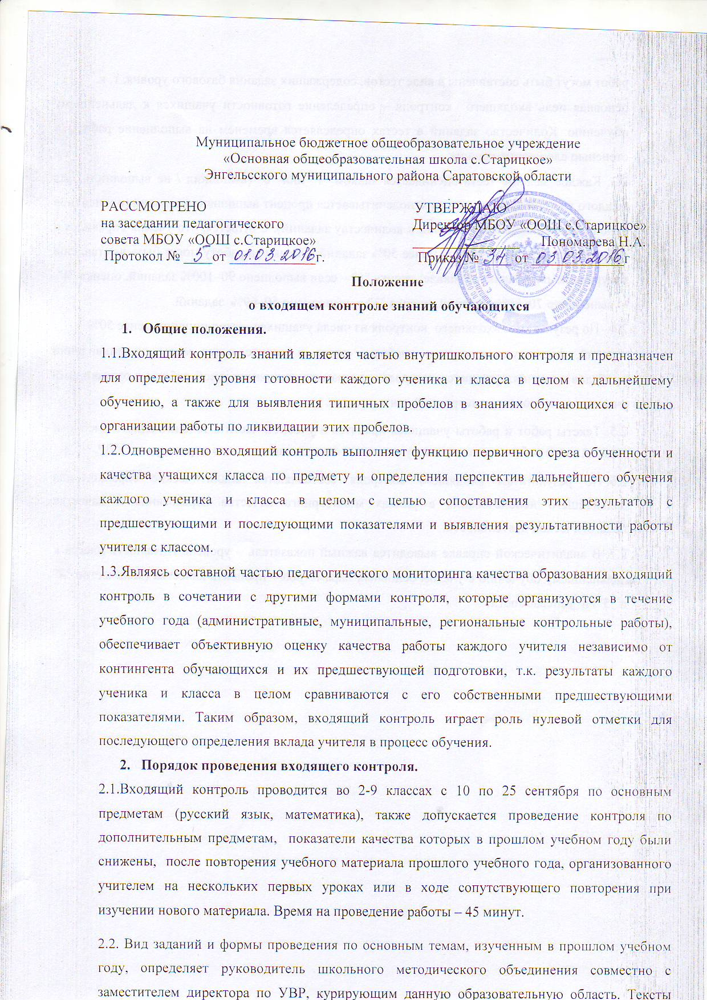 Муниципальное бюджетное общеобразовательное учреждение
«Основная общеобразовательная школа с.Старицкое»
Энгельсского муниципального района Саратовской области
РАССМОТРЕНО
на заседании педагогического
совета МБОУ «ООШ с.Старицкое»
Протокол № 5 от 01.03.2016г.
УТВЕРЖДАЮ
Директор МБОУ «ООШ с.Старицкое»
Пономарева Н.А.
Приказ № 34 от 03 03.2016 г
Положение
о входящем контроле знаний обучающихся
1. Общие положения.
1.1.Входящий контроль знаний является частью внутришкольного контроля и предназначен
для определения уровня готовности каждого ученика и класса в целом к дальнейшему
обучению, а также для выявления типичных пробелов в знаниях обучающихся с целью
организации работы по ликвидации этих пробелов.
1.2.Одновременно входящий контроль выполняет функцию первичного среза обученности и
качества учащихся класса по предмету и определения перспектив дальнейшего обучения
каждого ученика и класса в целом с целью сопоставления этих результатов с
предшествующими и последующими показателями и выявления результативности работы
учителя с классом.
1.3.Являясь составной частью педагогического мониторинга качества образования входящий
контроль в сочетании с другими формами контроля, которые организуются в течение
учебного года (административные, муниципальные, региональные контрольные работы),
обеспечивает объективную оценку качества работы каждого учителя независимо от
контингента обучающихся и их предшествующей подготовки, т.к. результаты каждого
ученика и класса в целом сравниваются с его собственными предшествующими
показателями. Таким образом, входящий контроль играет роль нулевой отметки для
последующего определения вклада учителя в процесс обучения.
2. Порядок проведения входящего контроля.
2.1.Входящий контроль проводится во 2-9 классах с 10 по 25 сентября по основным
предметам (русский язык, математика), также допускается проведение контроля по
дополнительным предметам, показатели качества которых в прошлом учебном году были
снижены, после повторения учебного материала прошлого учебного года, организованного
учителем на нескольких первых уроках или в ходе сопутствующего повторения при
изучении нового материала. Время на проведение работы – 45 минут.
2.2. Вид заданий и формы проведения по основным темам, изученным в прошлом учебном
году, определяет руководитель школьного методического объединения совместно с
заместителем директора по УВР, курирующим данную образовательную область. Тексты